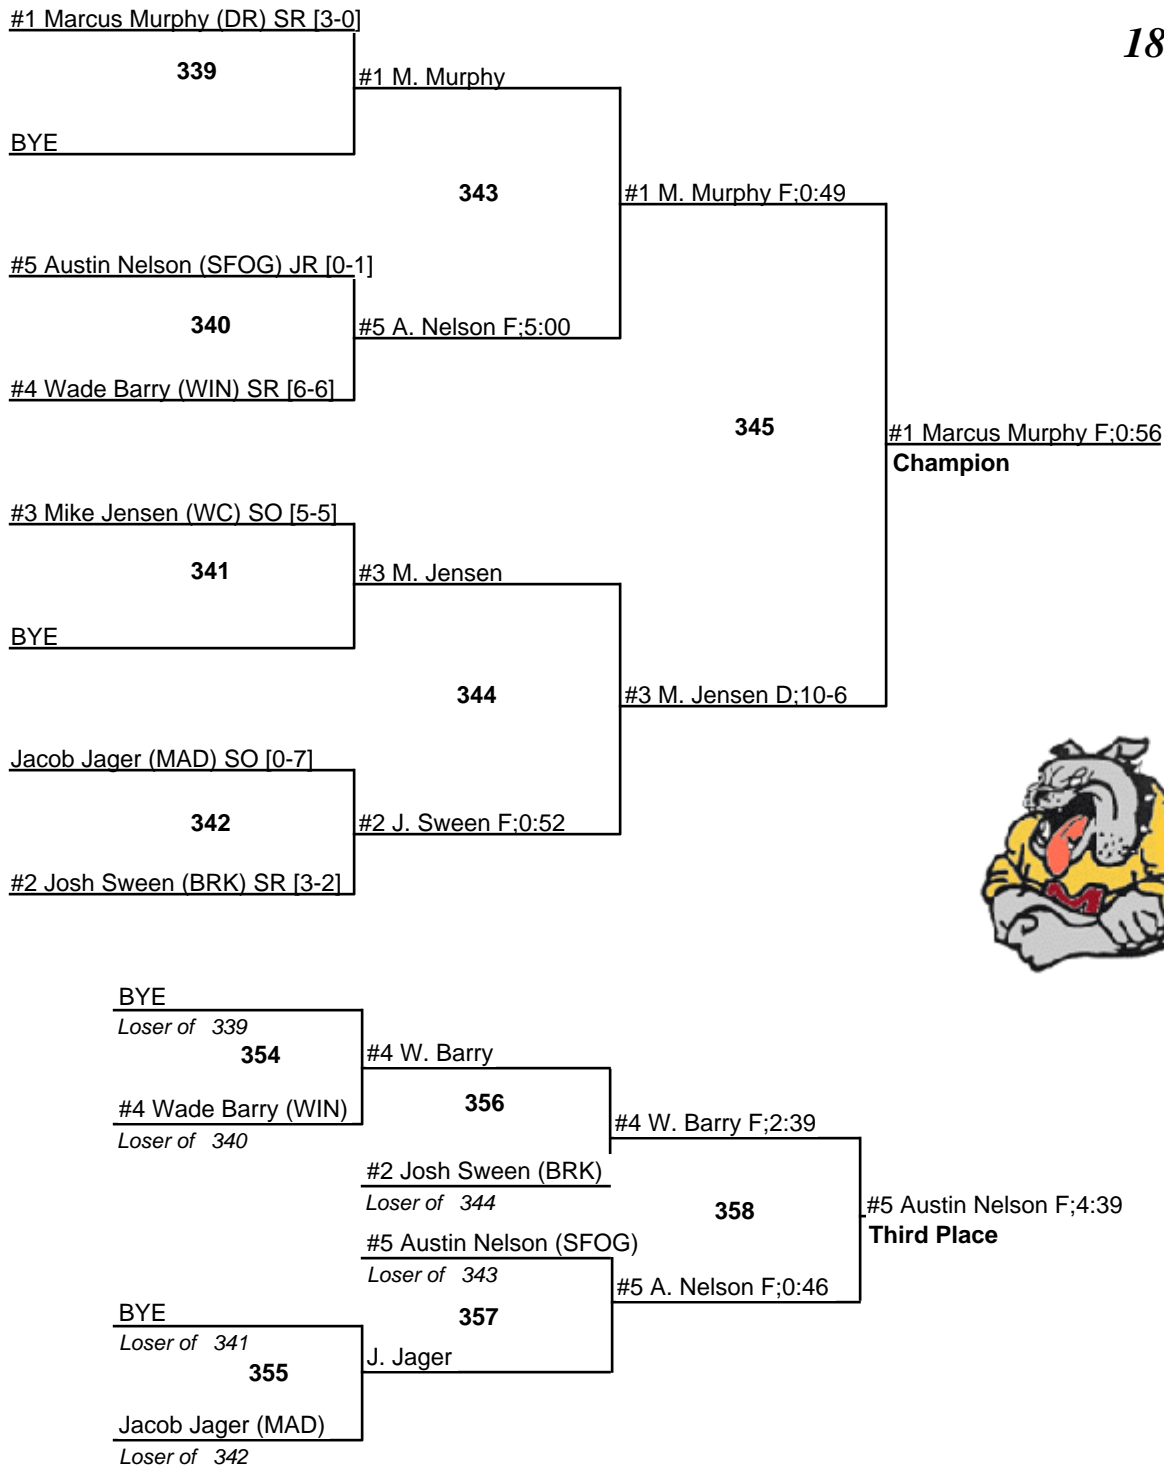 #1 Marcus Murphy (DR) SR [3-0]
18
339
#1 M. Murphy
BYE
343
#1 M. Murphy F;0:49
#5 Austin Nelson (SFOG) JR [0-1]
340
#5 A. Nelson F;5:00
#4 Wade Barry (WIN) SR [6-6]
345
#1 Marcus Murphy F;0:56
Champion
#3 Mike Jensen (WC) SO [5-5]
341
#3 M. Jensen
BYE
344
#3 M. Jensen D;10-6
Jacob Jager (MAD) SO [0-7]
342
#2 J. Sween F;0:52
#2 Josh Sween (BRK) SR [3-2]
M
BYE
Loser of 339
354
#4 W. Barry
#4 Wade Barry (WIN)
Loser of 340
356
#4 W. Barry F;2:39
#2 Josh Sween (BRK)
Loser of 344
358
#5 Austin Nelson F;4:39
Third Place
#5 Austin Nelson (SFOG)
Loser of 343
#5 A. Nelson F;0:46
BYE
Loser of 341
357
355
J. Jager
Jacob Jager (MAD)
Loser of 342